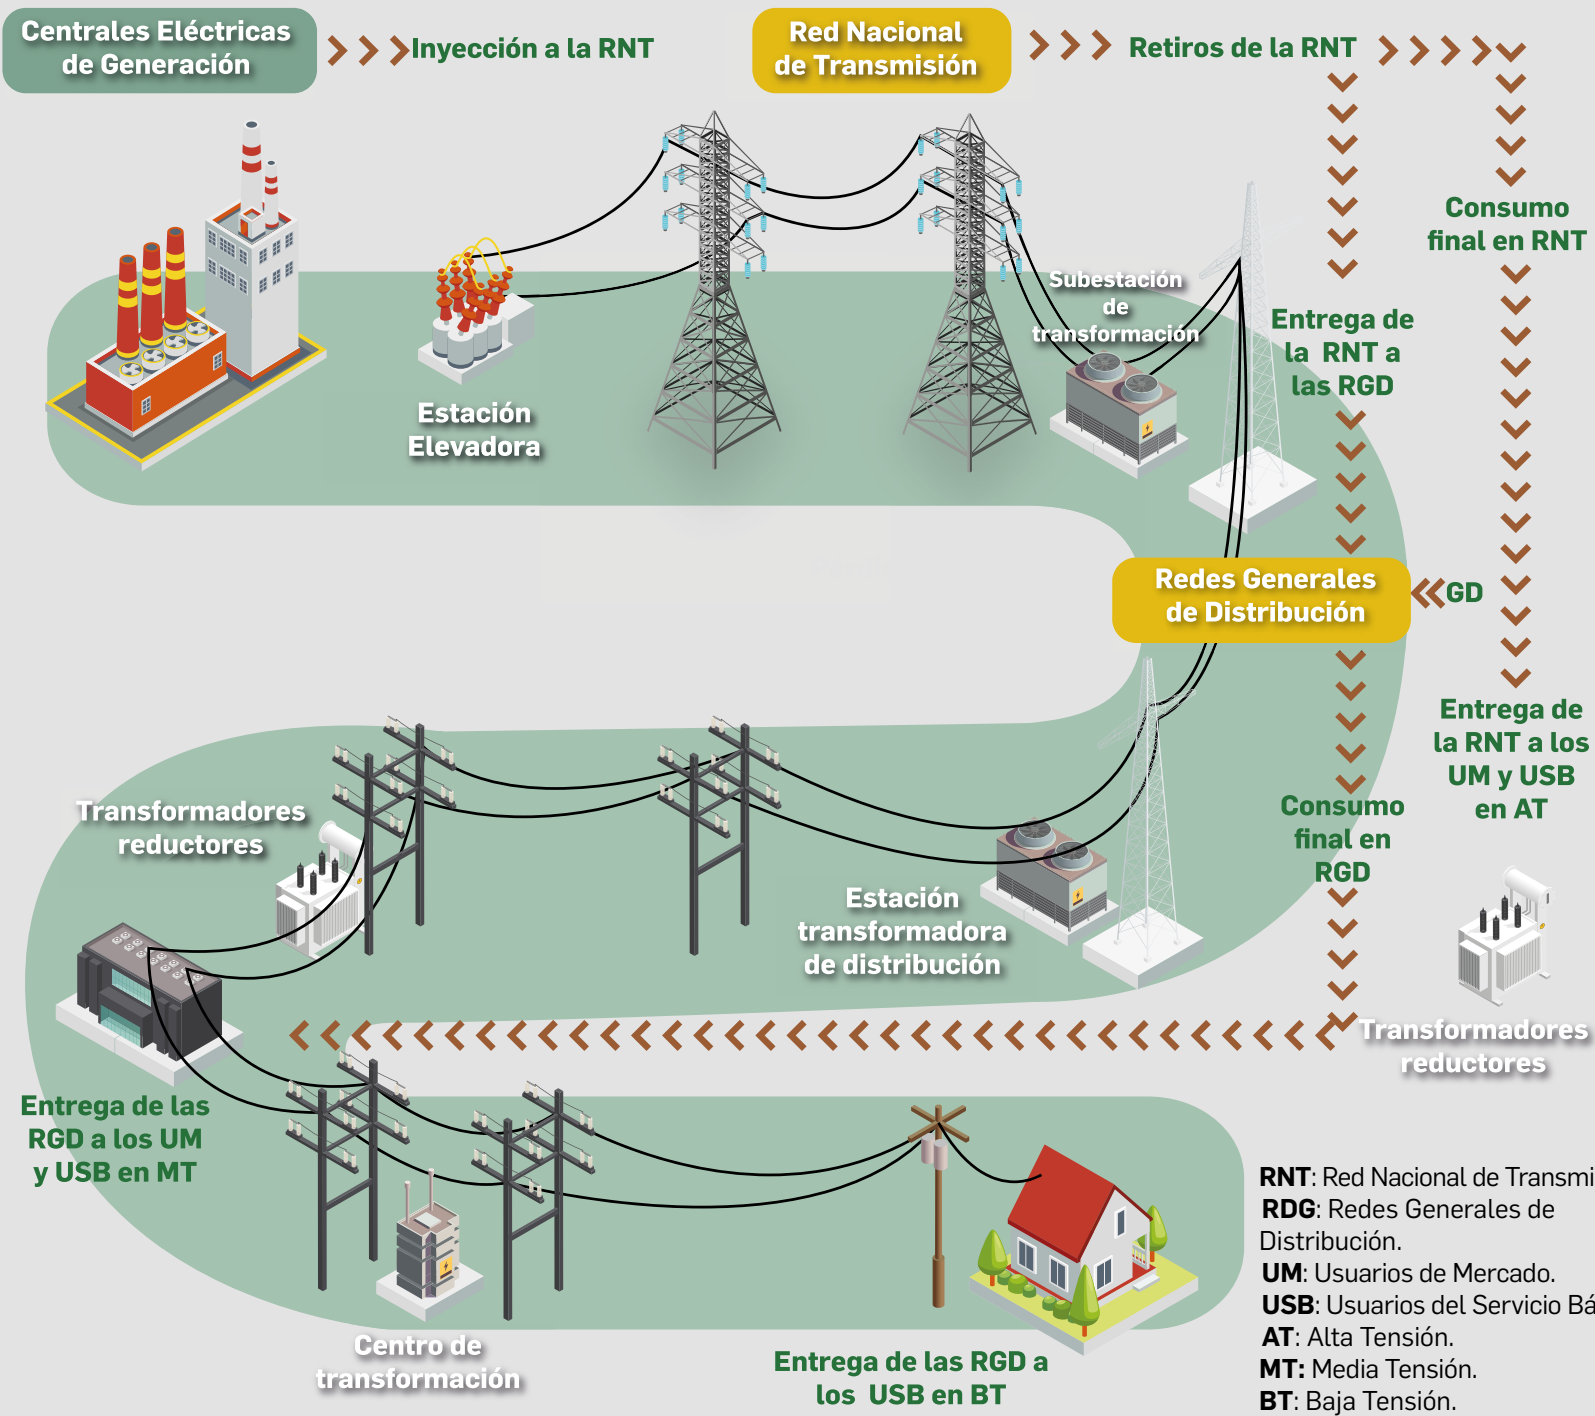 Centrales Eléctricas
de Generación
Inyección a la RNT
Red Nacional
de Transmisión
Retiros de la RNT
Consumo
final en RNT
Subestación
de
transformación
Entrega de
la RNT a
las RGD
Estación
Elevadora
Redes Generales
de Distribución
GD
Entrega de
la RNT a los
UM y USB
en AT
Transformadores
reductores
Consumo
final en
RGD
Estación
transformadora
de distribución
Transformadores
reductores
Entrega de las
RGD a los UM
y USB en MT
Centro de
transformación
Entrega de las RGD a
los USB en BT
RNT: Red Nacional de Transmi
RDG: Redes Generales de
Distribución.
UM: Usuarios de Mercado.
USB: Usuarios del Servicio Bá
AT: Alta Tensión.
MT: Media Tensión.
BT: Baja Tensión.